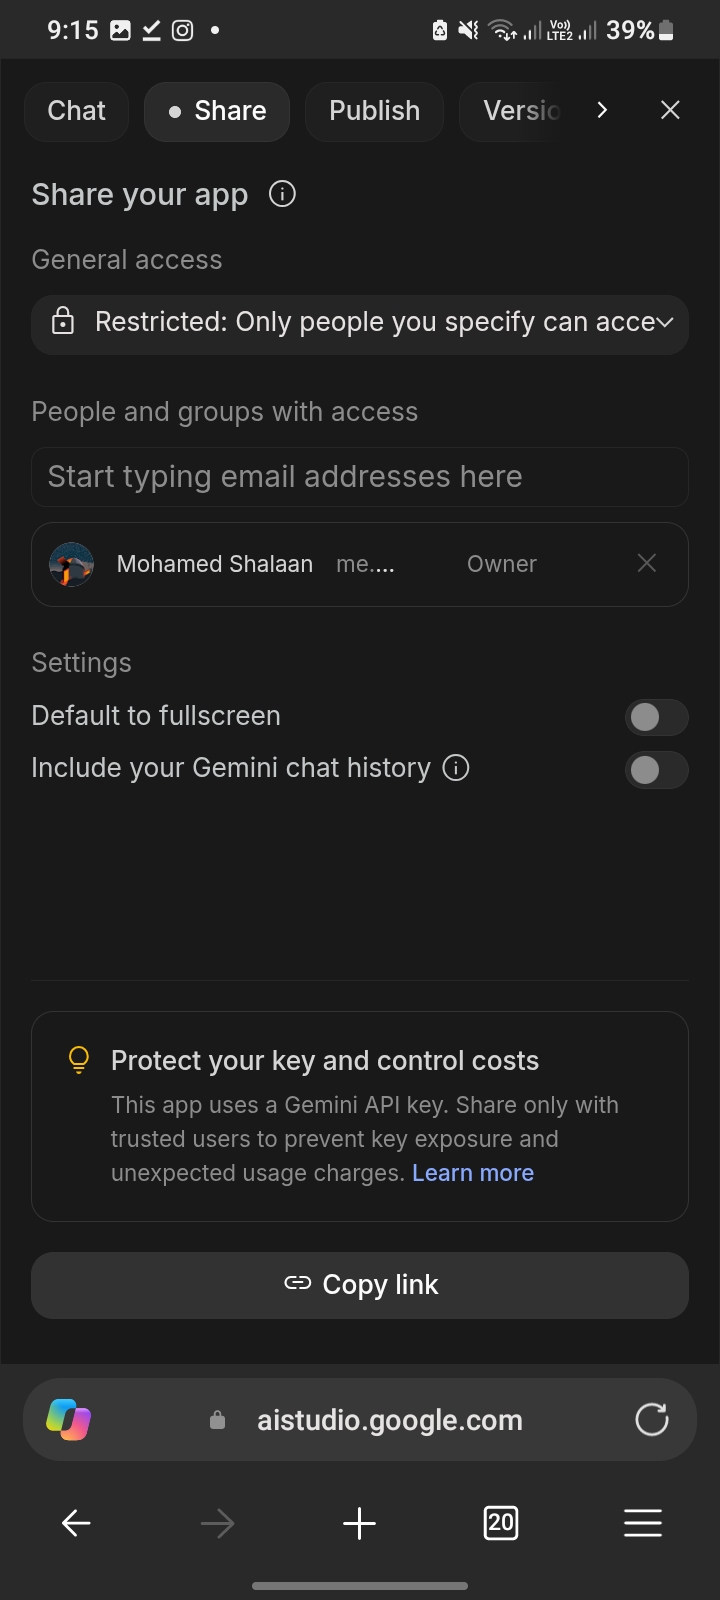 9:15
Vo))
LTE2
39%
Chat
Share
Publish
Versio
Share your app
General access
Restricted: Only people you specify can acce
People and groups with access
Start typing email addresses here
Mohamed Shalaan me.... Owner
Settings
Default to fullscreen
Include your Gemini chat history
Protect your key and control costs
This app uses a Gemini API key. Share only with
trusted users to prevent key exposure and
unexpected usage charges. Learn more
Copy link
aistudio.google.com
20